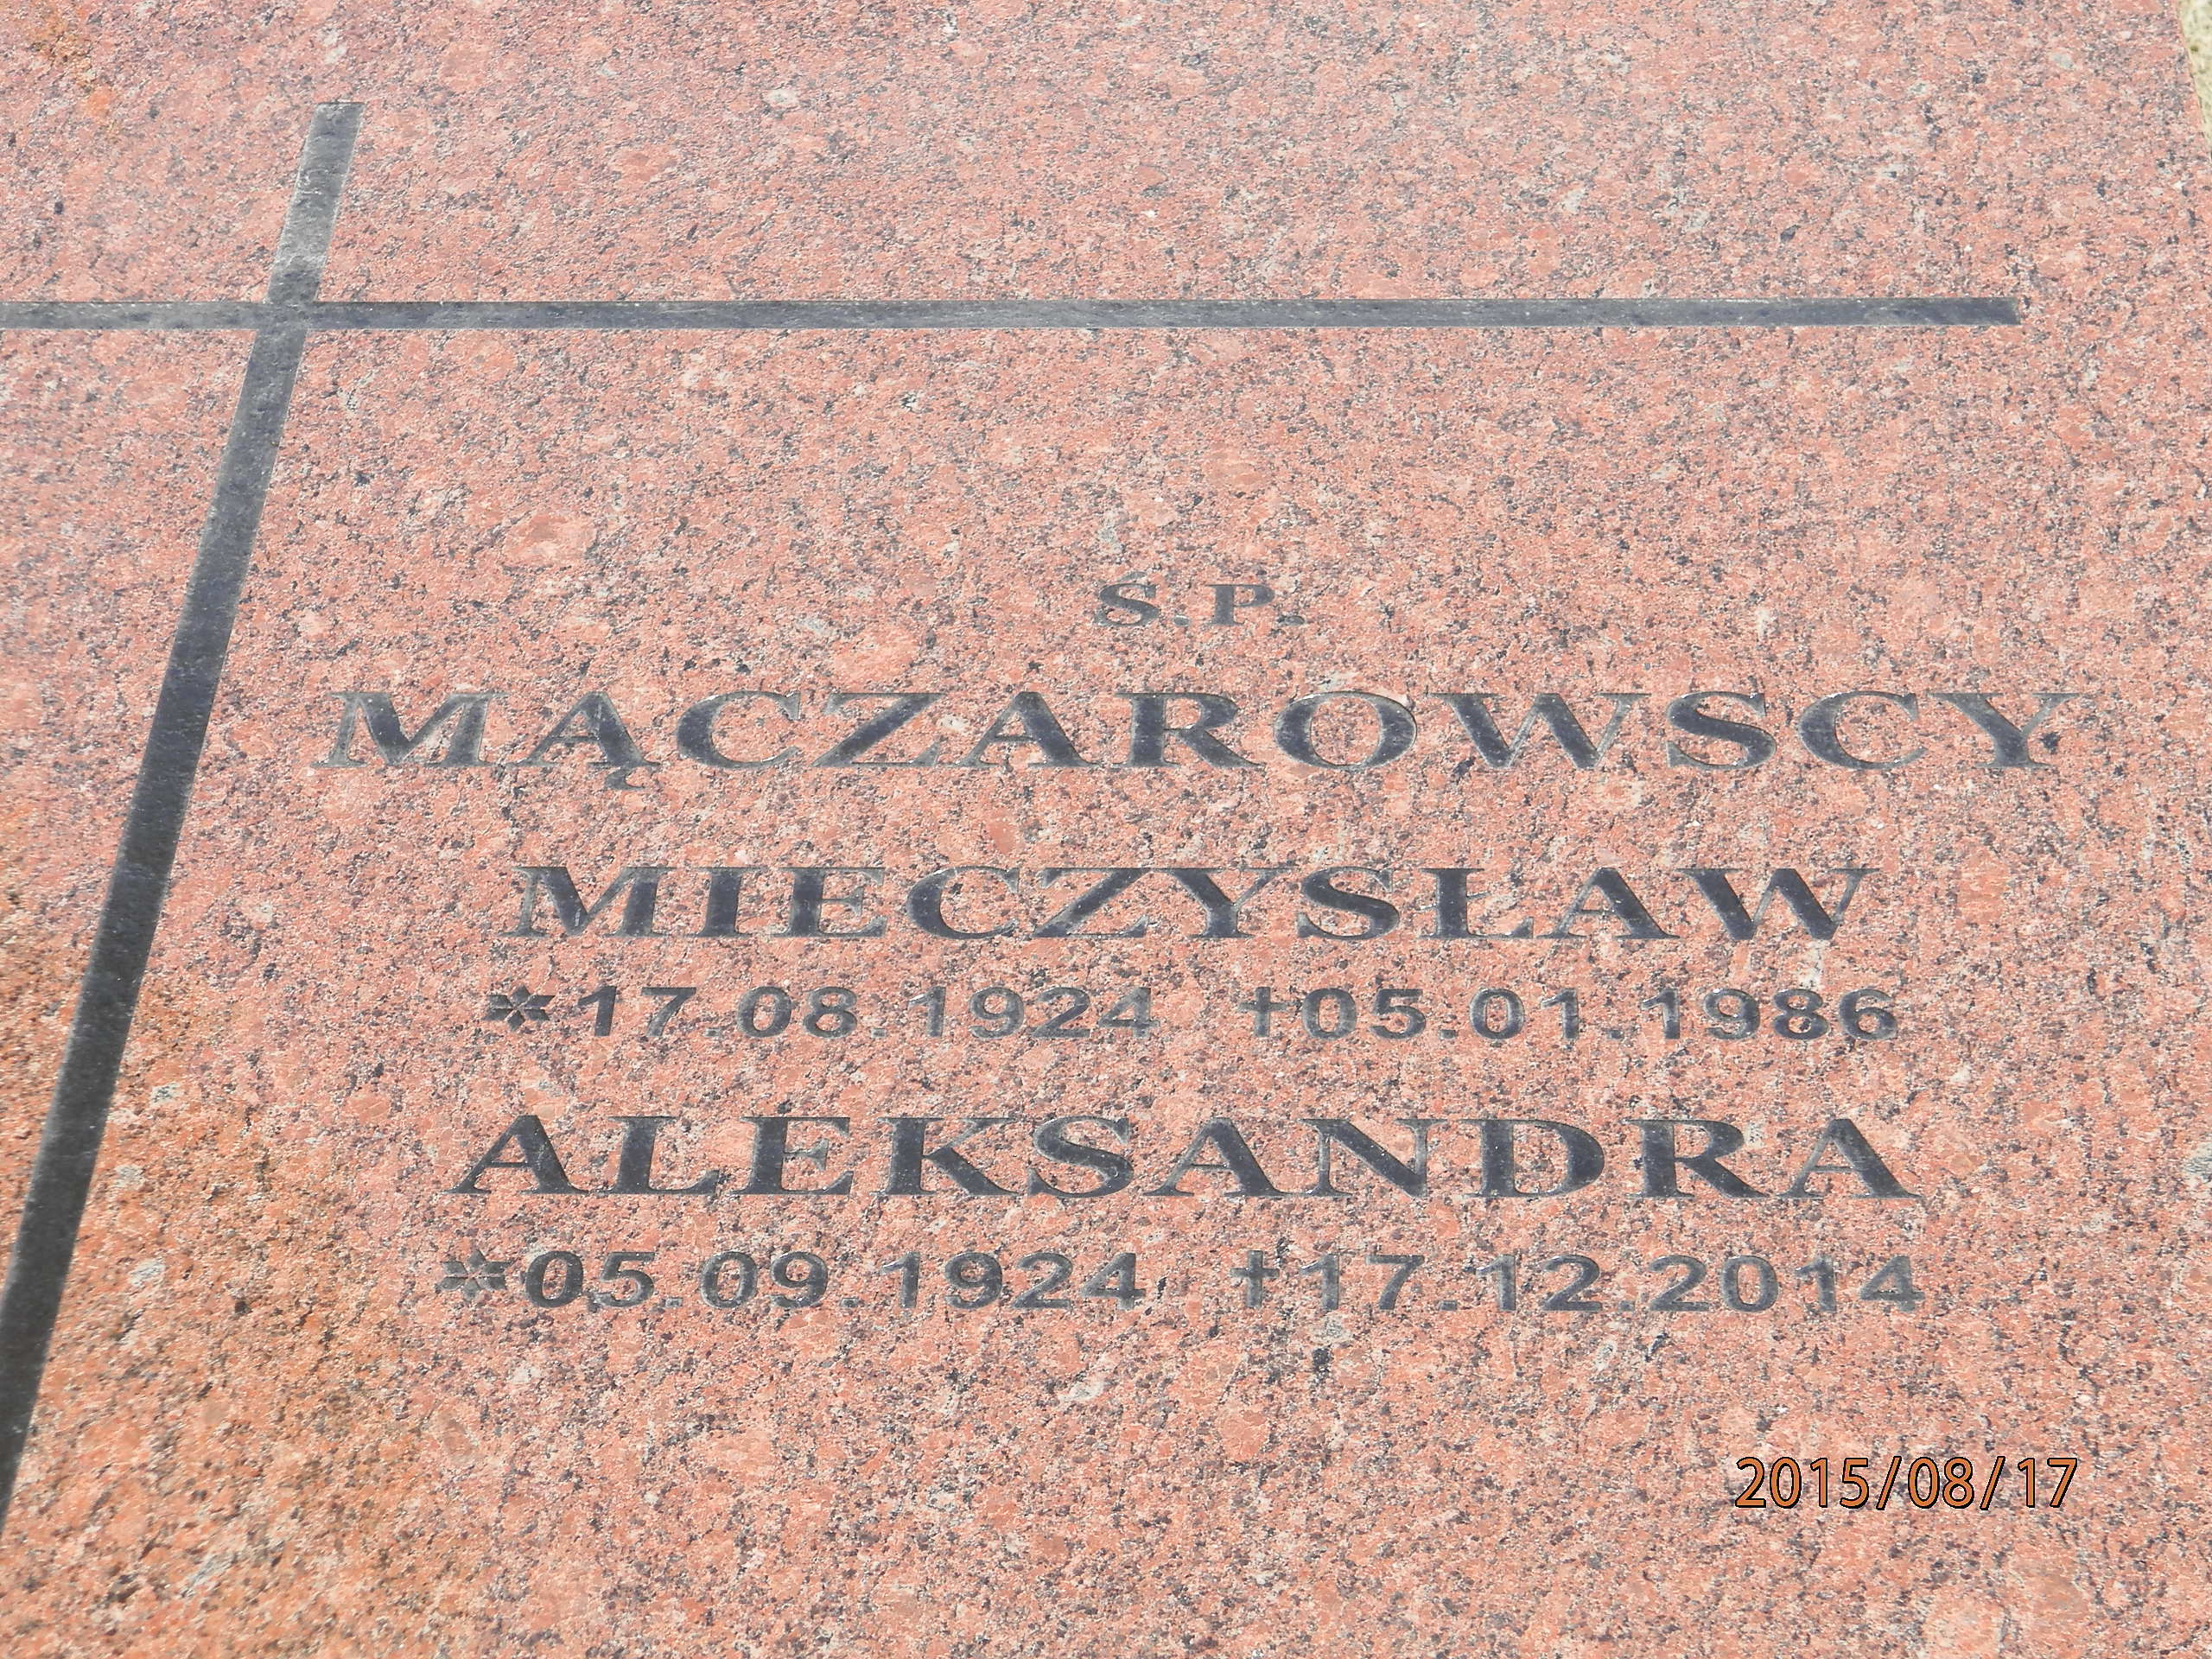 Ś.P.
MĄCZAROWSCY
MIECZYSŁAW
*17.08.1924 †05.01.1986
ALEKSANDRA
*05.09.1924 †17.12.2014
2015/08/17